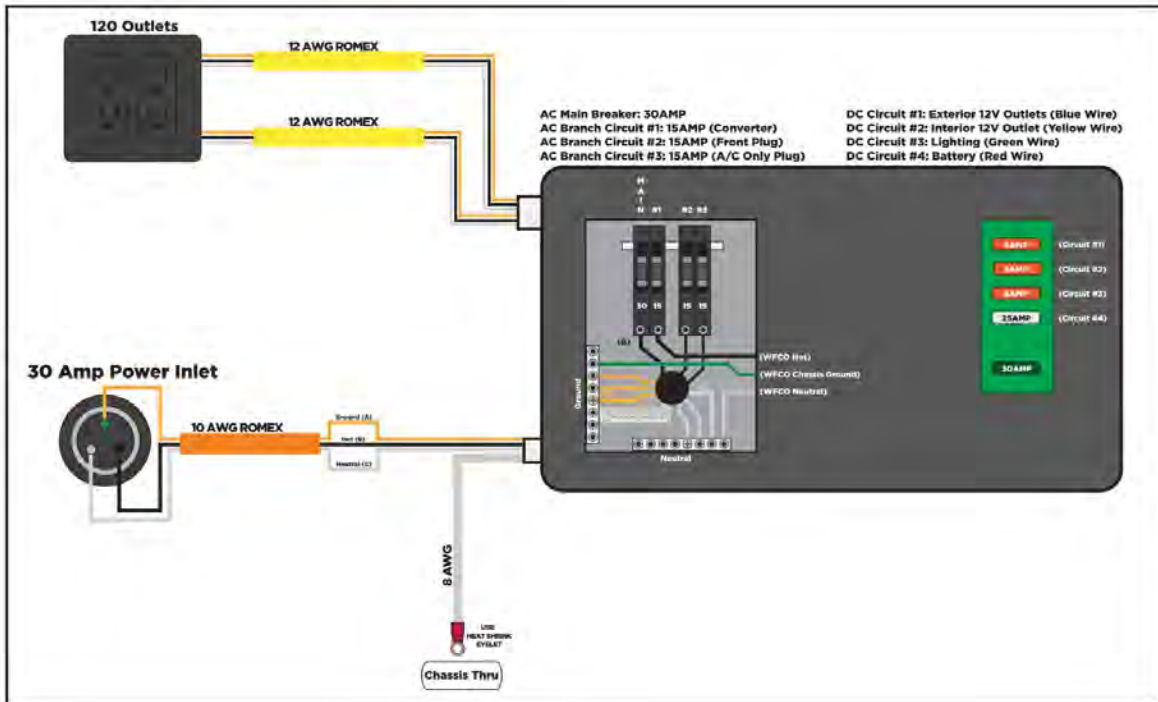 120 Outlets
12 AWG ROMEX
12 AWG ROMEX
AC Main Breaker: 30AMP
AC Branch Circuit #1: 15AMP (Converter)
AC Branch Circuit #2: 15AMP (Front Plug)
AC Branch Circuit #3: 15AMP (A/C Only Plug)
DC Circuit #1: Exterior 12V Outlets (Blue Wire)
DC Circuit #2: Interior 12V Outlet (Yellow Wire)
DC Circuit #3: Lighting (Green Wire)
DC Circuit #4: Battery (Red Wire)
MAIN #1 #2 #3
30 15 15 15
(B)
(WFCO Hot)
(WFCO Chassis Ground)
(WFCO Neutral)
Ground
Neutral
(Circuit #1)
(Circuit #2)
(Circuit #3)
25AMP (Circuit #4)
30AMP
30 Amp Power Inlet
10 AWG ROMEX
Ground (A)
Hot (B)
Neutral (C)
8 AWG
USE
HEAT SHRINK
EYELET
Chassis Thru